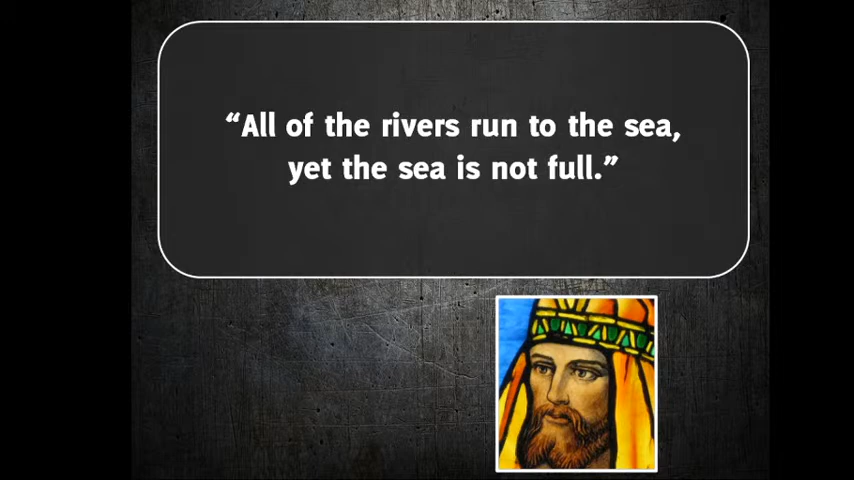 “All of the rivers run to the sea,
yet the sea is not full.”